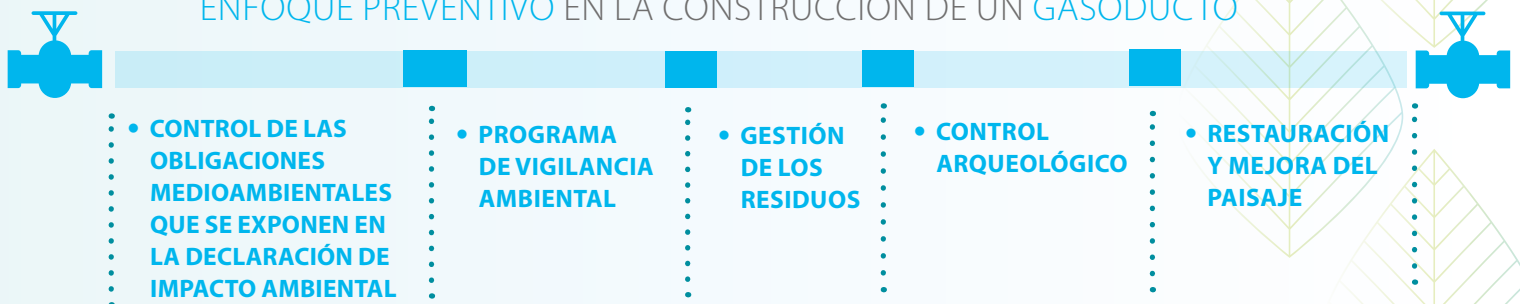 ENFOQUE PREVENTIVO EN LA CONSTRUCCIÓN DE UN GASODUCTO
• CONTROL DE LAS
OBLIGACIONES
MEDIOAMBIENTALES
QUE SE EXPONEN EN
LA DECLARACIÓN DE
IMPACTO AMBIENTAL
• PROGRAMA
DE VIGILANCIA
AMBIENTAL
• GESTIÓN
DE LOS
RESIDUOS
• CONTROL
ARQUEOLÓGICO
• RESTAURACIÓN
Y MEJORA DEL
PAISAJE